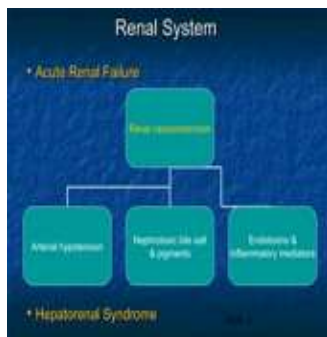 Renal System
• Acute Renal Failure
Renal vasoconstriction
Arterial hypotension
Nephrotoxic bile salt
& pigments
Endotoxins &
inflammatory mediators
• Hepatorenal Syndrome